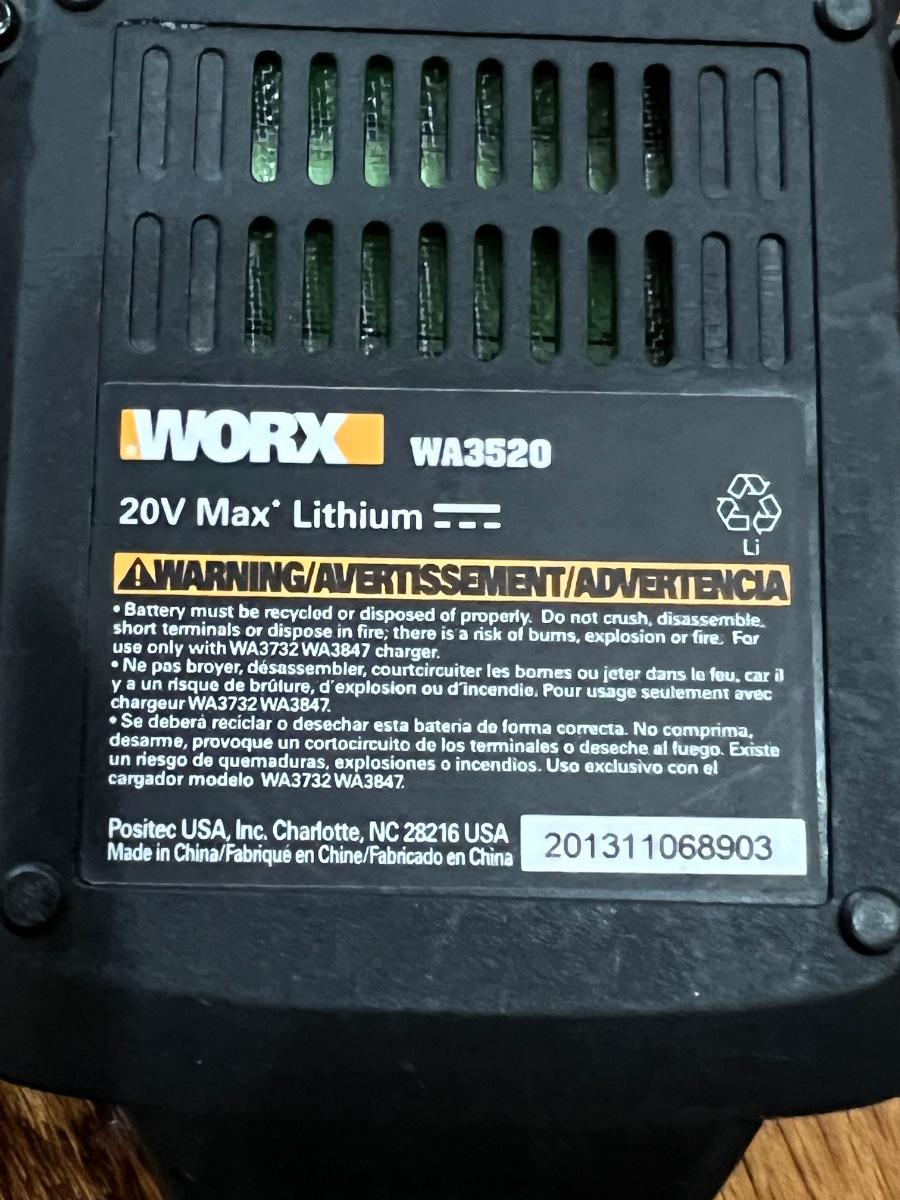 WORX® WA3520
20V Max* Lithium
Li
WARNING/AVERTISSEMENT/ADVERTENCIA
• Battery must be recycled or disposed of properly. Do not crush, disassemble,
short terminals or dispose in fire; there is a risk of burns, explosion or fire. For
use only with WA3732 WA3847 charger.
• Ne pas broyer, désassembler, courtcircuiter les bornes ou jeter dans le feu, car il
y a un risque de brûlure, d'explosion ou d'incendie. Pour usage seulement avec
chargeur WA3732 WA3847.
• Se deberá reciclar o desechar esta batería de forma correcta. No comprima,
desarme, provoque un cortocircuito de los terminales o deseche al fuego. Existe
un riesgo de quemaduras, explosiones o incendios. Uso exclusivo con el
cargador modelo WA3732 WA3847.
Positec USA, Inc. Charlotte, NC 28216 USA
Made in China/Fabriqué en Chine/Fabricado en China
201311068903